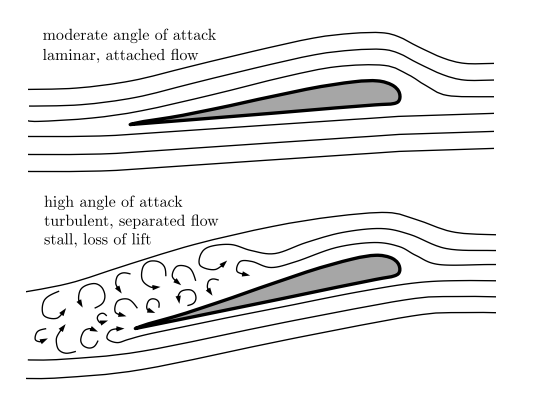 moderate angle of attack
laminar, attached flow
high angle of attack
turbulent, separated flow
stall, loss of lift